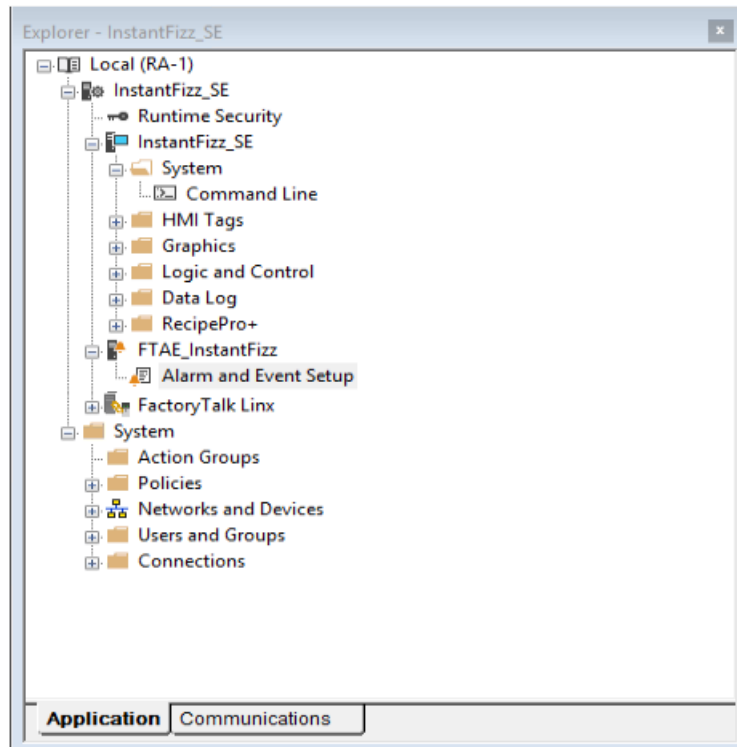 Explorer - InstantFizz_SE
Local (RA-1)
InstantFizz_SE
Runtime Security
InstantFizz_SE
System
Command Line
HMI Tags
Graphics
Logic and Control
Data Log
RecipePro+
FTAE_InstantFizz
Alarm and Event Setup
FactoryTalk Linx
System
Action Groups
Policies
Networks and Devices
Users and Groups
Connections
Application Communications